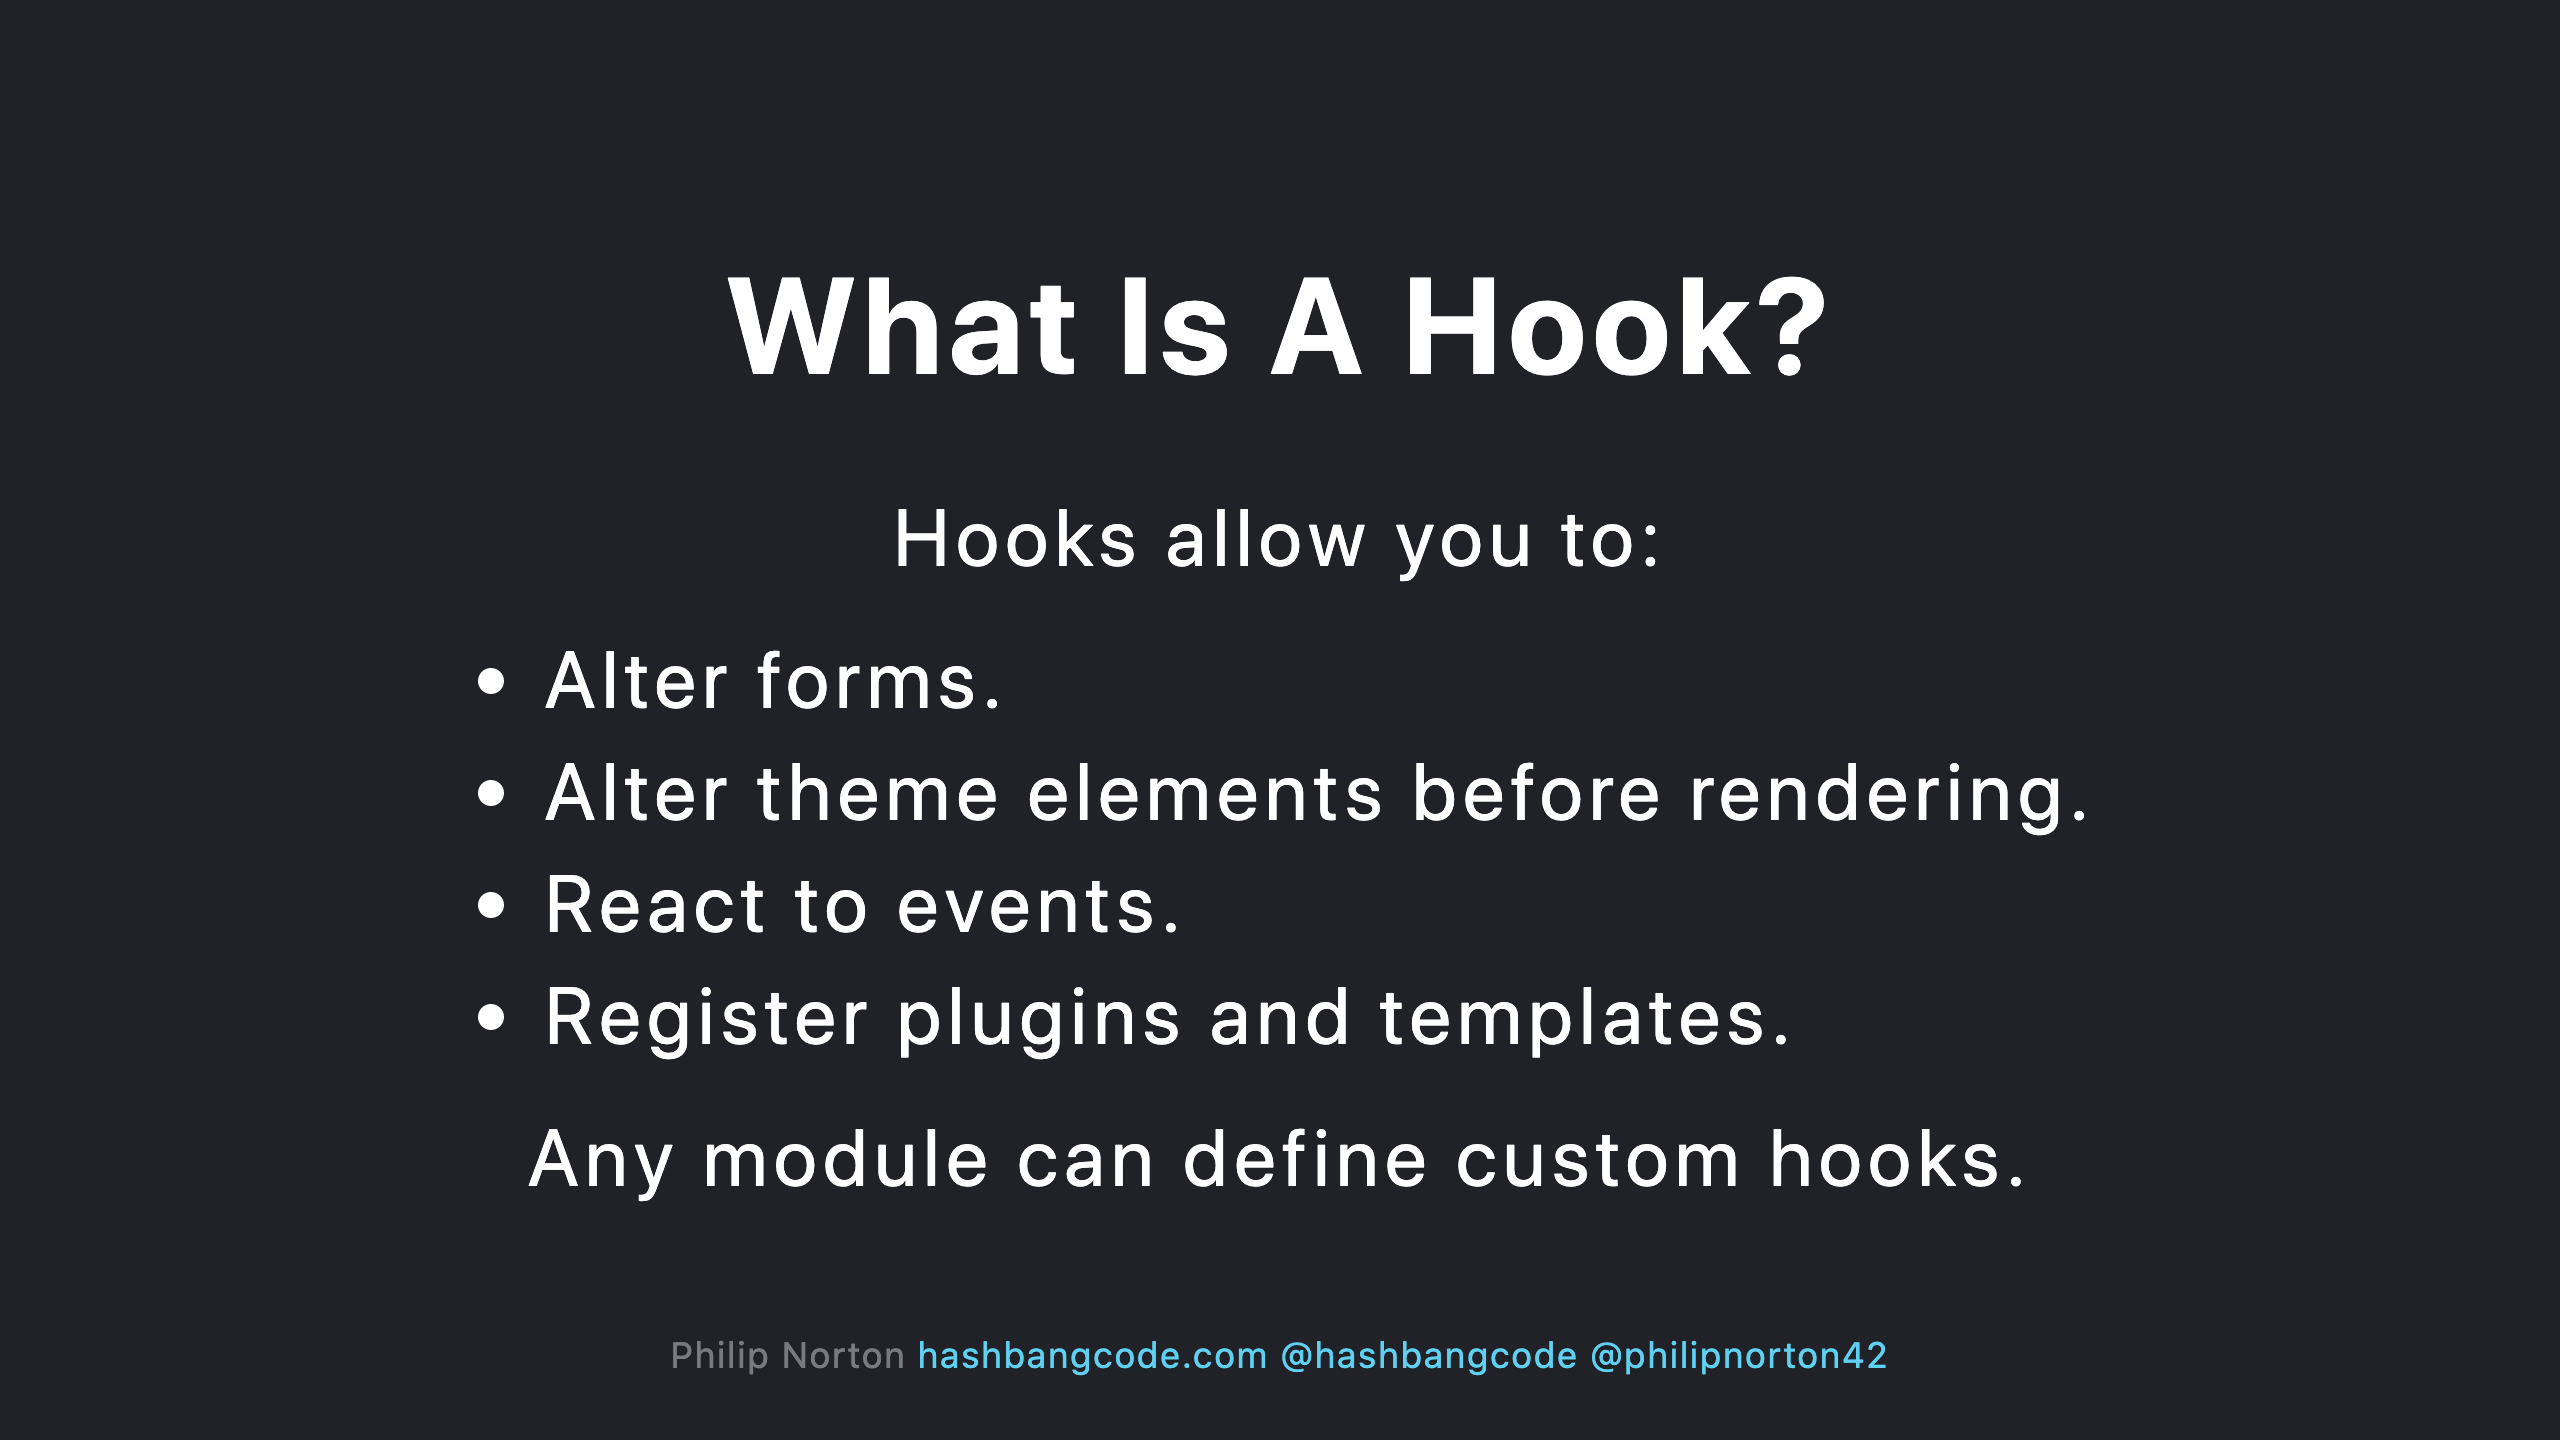 What Is A Hook?
Hooks allow you to:
• Alter forms.
• Alter theme elements before rendering.
• React to events.
• Register plugins and templates.
Any module can define custom hooks.
Philip Norton hashbangcode.com @hashbangcode @philipnorton42